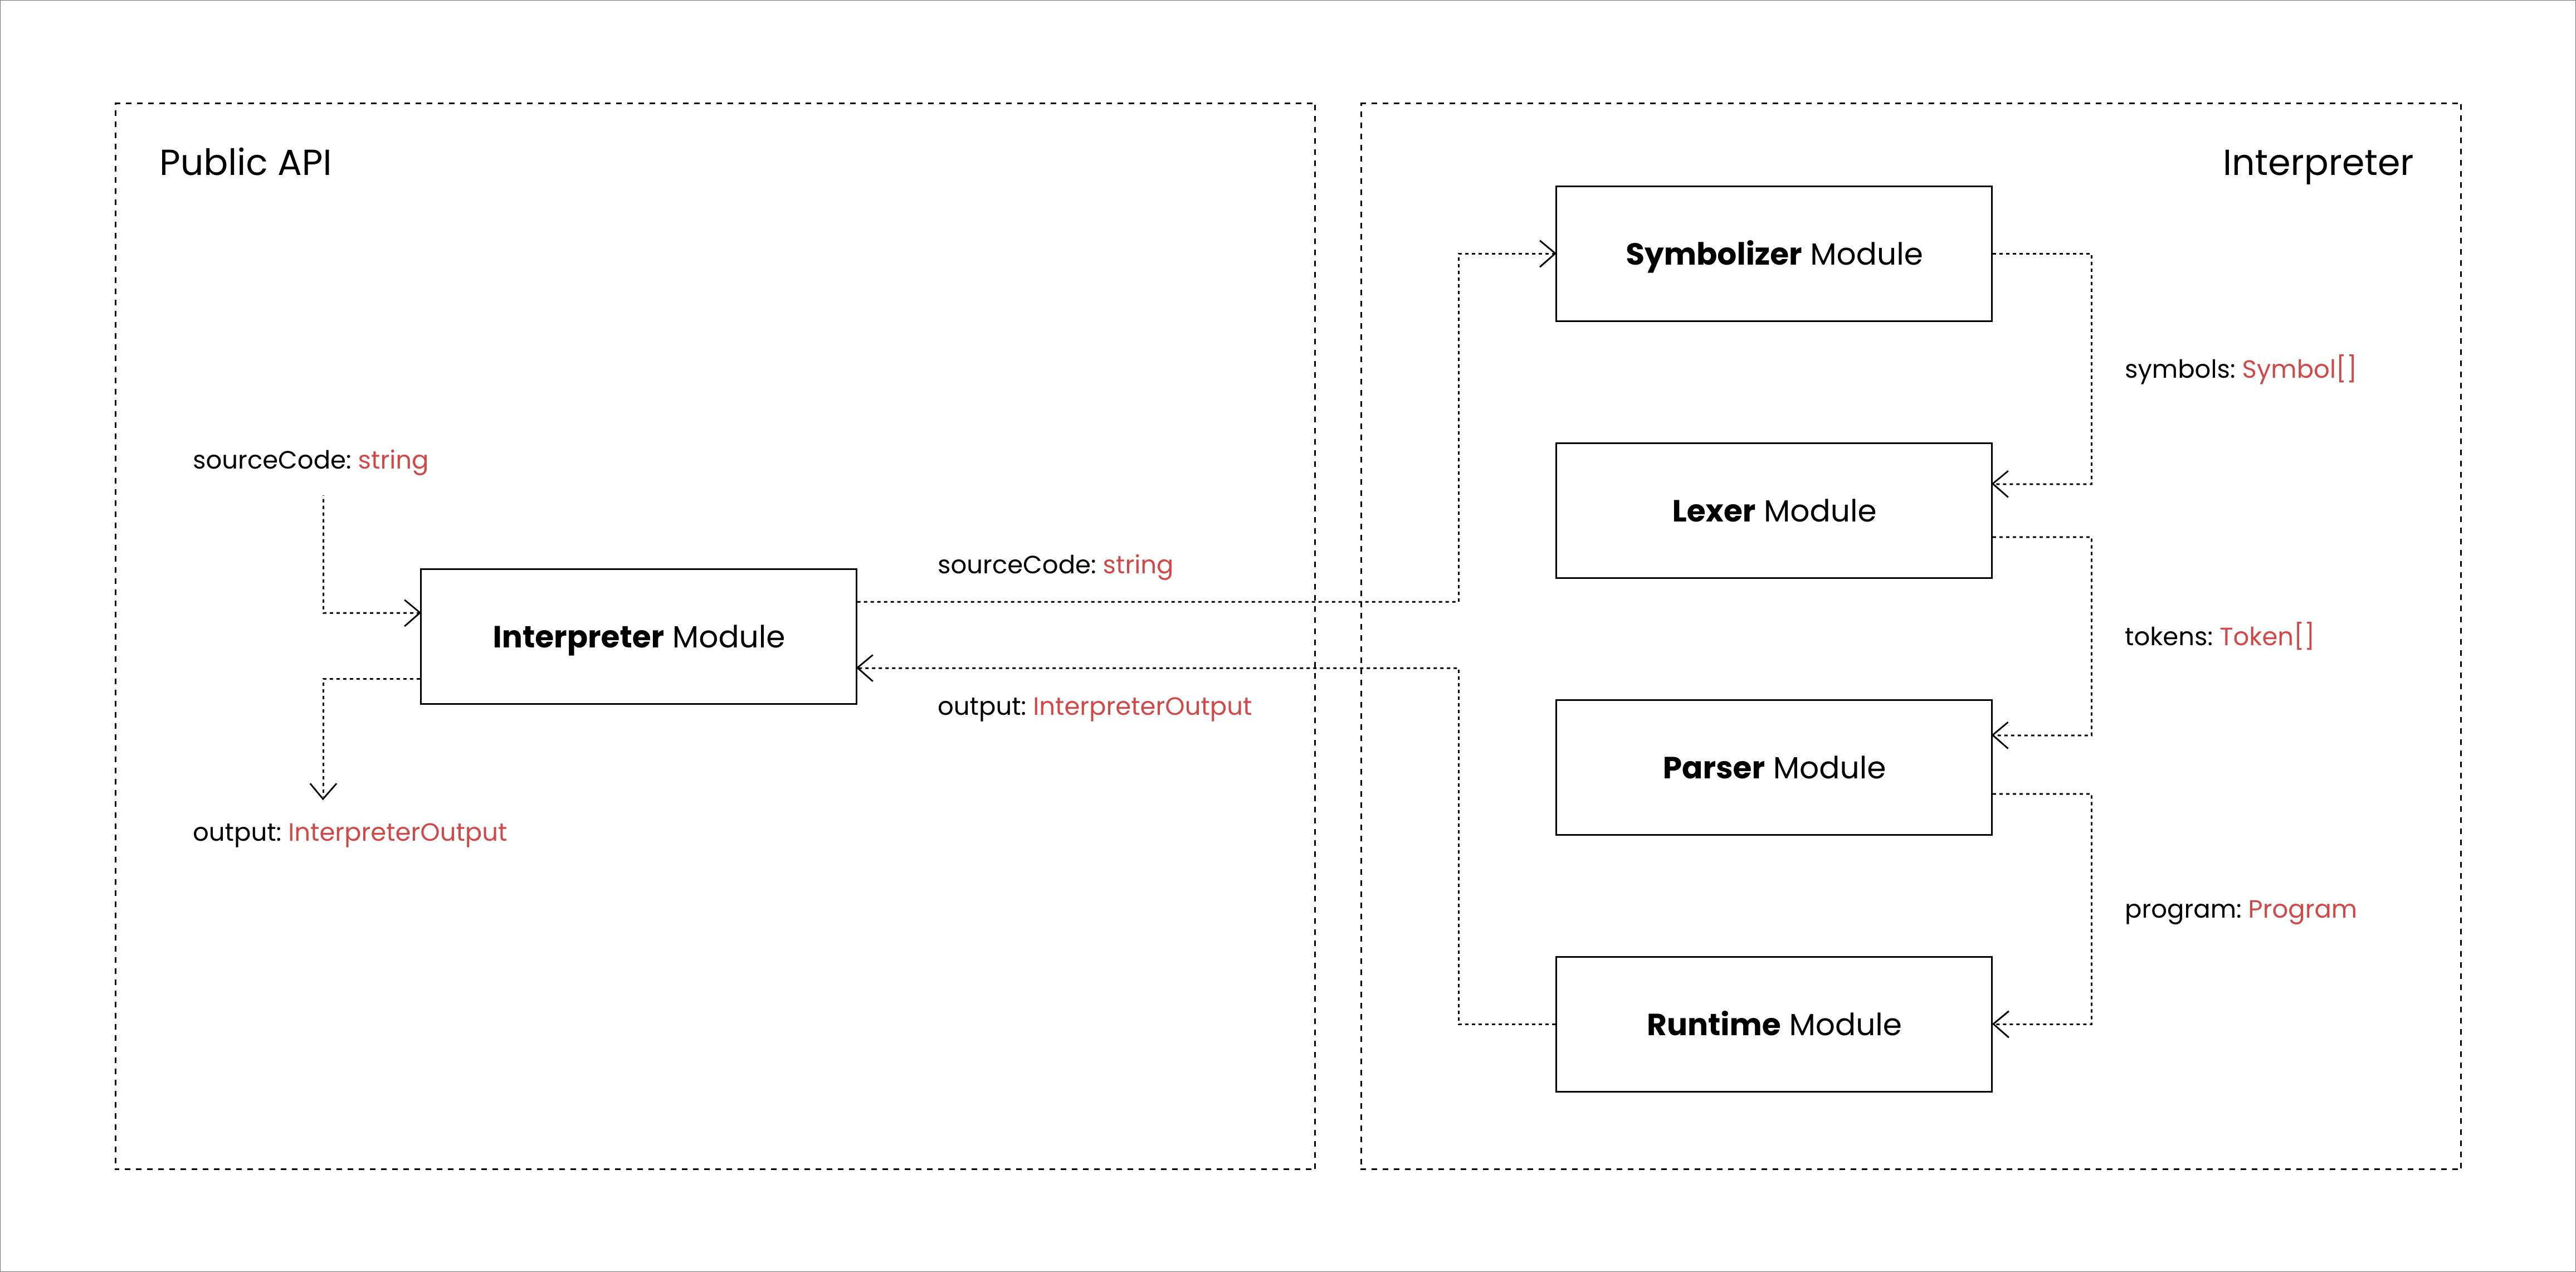 Public API
sourceCode: string
Interpreter Module
output: InterpreterOutput
sourceCode: string
output: InterpreterOutput
Interpreter
Symbolizer Module
symbols: Symbol[]
Lexer Module
tokens: Token[]
Parser Module
program: Program
Runtime Module